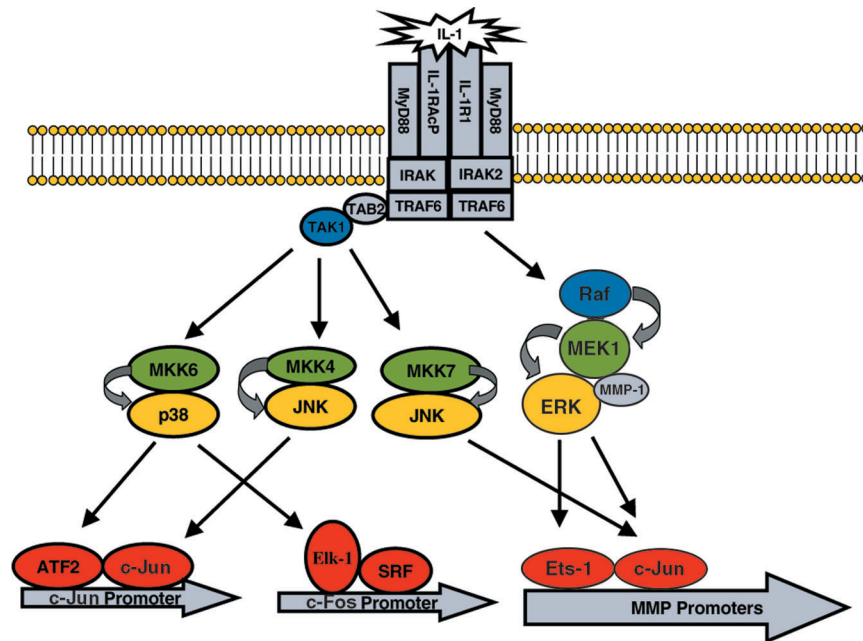 IL-1
MyD88
IL-1RAcP
IL-1R1
MyD88
IRAK
IRAK2
TAB2
TRAF6
TRAF6
TAK1
Raf
MEK1
MKK6
MKK4
MKK7
MMP-1
p38
JNK
JNK
ERK
ATF2
c-Jun
Elk-1
SRF
Ets-1
c-Jun
c-Jun Promoter
c-Fos Promoter
MMP Promoters